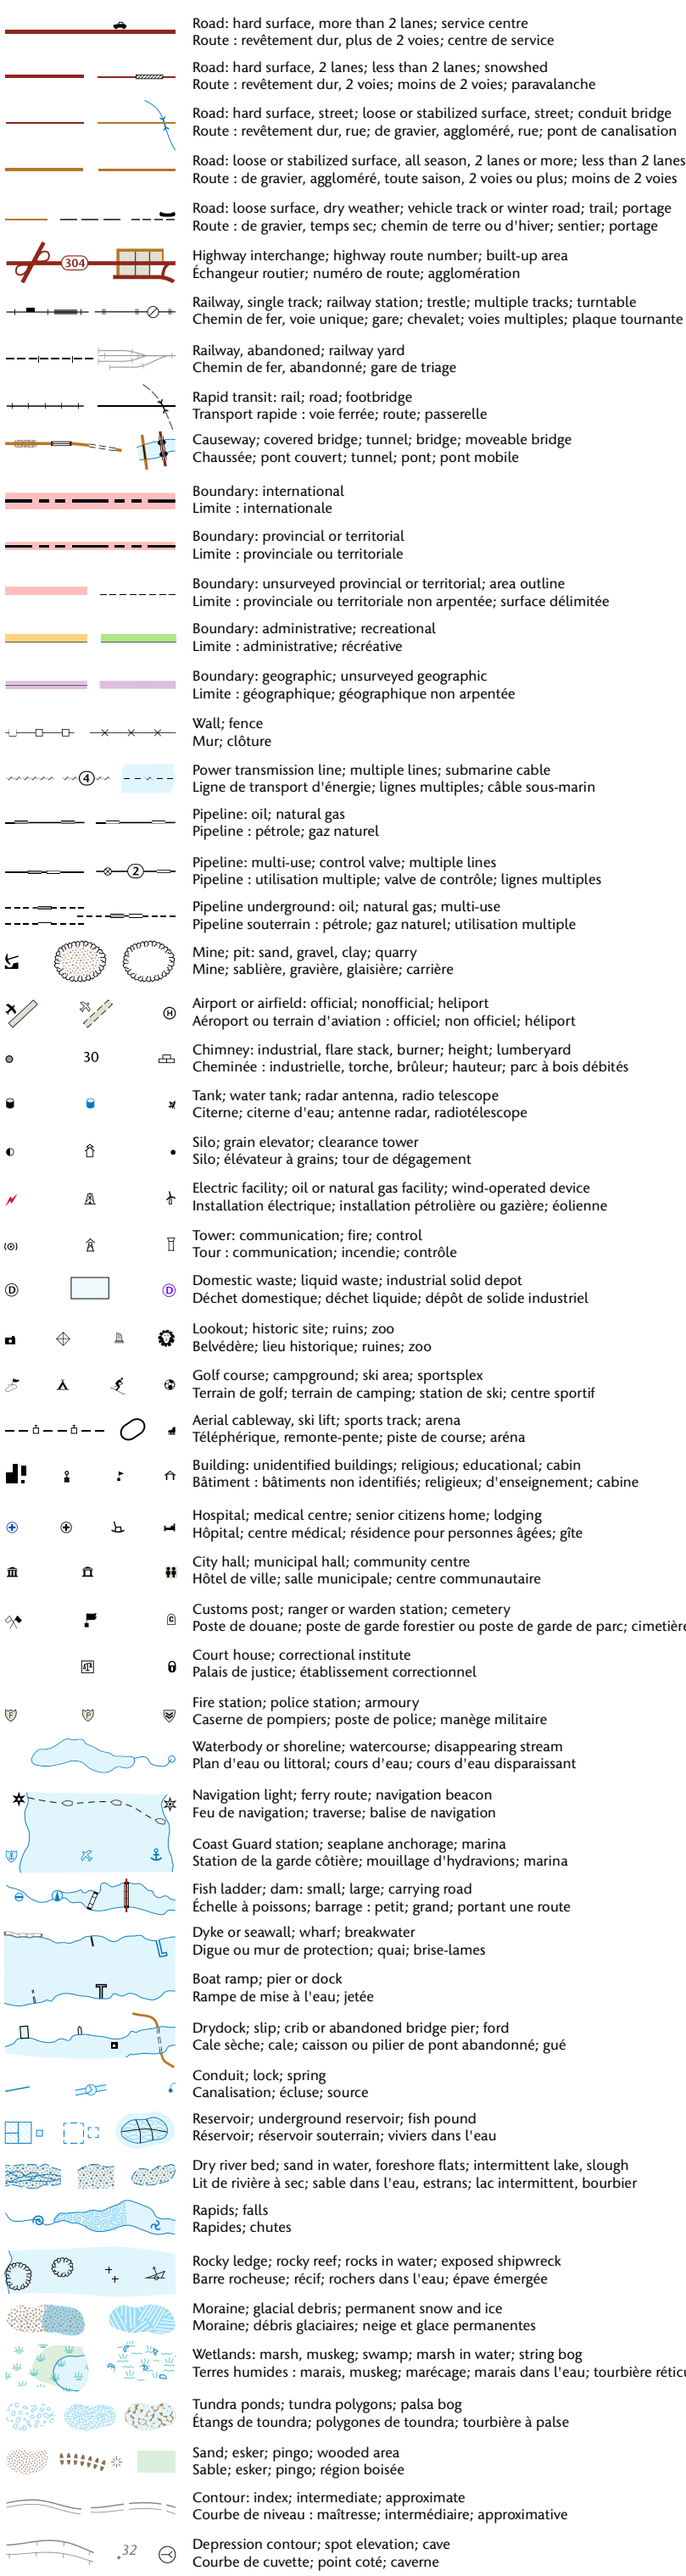 Road: hard surface, more than 2 lanes; service centre
Route : revêtement dur, plus de 2 voies; centre de service
Road: hard surface, 2 lanes; less than 2 lanes; snowshed
Route : revêtement dur, 2 voies; moins de 2 voies; paravalanche
Road: hard surface, street; loose or stabilized surface, street; conduit bridge
Route : revêtement dur, rue; de gravier, aggloméré, rue; pont de canalisation
Road: loose or stabilized surface, all season, 2 lanes or more; less than 2 lanes
Route : de gravier, aggloméré, toute saison, 2 voies ou plus; moins de 2 voies
Road: loose surface, dry weather; vehicle track or winter road; trail; portage
Route : de gravier, temps sec; chemin de terre ou d'hiver; sentier; portage
304
Highway interchange; highway route number; built-up area
Échangeur routier; numéro de route; agglomération
Railway, single track; railway station; trestle; multiple tracks; turntable
Chemin de fer, voie unique; gare; chevalet; voies multiples; plaque tournante
Railway, abandoned; railway yard
Chemin de fer, abandonné; gare de triage
Rapid transit: rail; road; footbridge
Transport rapide : voie ferrée; route; passerelle
Causeway; covered bridge; tunnel; bridge; moveable bridge
Chaussée; pont couvert; tunnel; pont; pont mobile
Boundary: international
Limite : internationale
Boundary: provincial or territorial
Limite : provinciale ou territoriale
Boundary: unsurveyed provincial or territorial; area outline
Limite : provinciale ou territoriale non arpentée; surface délimitée
Boundary: administrative; recreational
Limite : administrative; récréative
Boundary: geographic; unsurveyed geographic
Limite : géographique; géographique non arpentée
Wall; fence
Mur; clôture
4
Power transmission line; multiple lines; submarine cable
Ligne de transport d'énergie; lignes multiples; câble sous-marin
Pipeline: oil; natural gas
Pipeline : pétrole; gaz naturel
2
Pipeline: multi-use; control valve; multiple lines
Pipeline : utilisation multiple; valve de contrôle; lignes multiples
Pipeline underground: oil; natural gas; multi-use
Pipeline souterrain : pétrole; gaz naturel; utilisation multiple
Mine; pit: sand, gravel, clay; quarry
Mine; sablière, gravière, glaisière; carrière
H
Airport or airfield: official; nonofficial; heliport
Aéroport ou terrain d'aviation : officiel; non officiel; héliport
30
Chimney: industrial, flare stack, burner; height; lumberyard
Cheminée : industrielle, torche, brûleur; hauteur; parc à bois débités
Tank; water tank; radar antenna, radio telescope
Citerne; citerne d'eau; antenne radar, radiotélescope
Silo; grain elevator; clearance tower
Silo; élévateur à grains; tour de dégagement
Electric facility; oil or natural gas facility; wind-operated device
Installation électrique; installation pétrolière ou gazière; éolienne
Tower: communication; fire; control
Tour : communication; incendie; contrôle
D D
Domestic waste; liquid waste; industrial solid depot
Déchet domestique; déchet liquide; dépôt de solide industriel
Lookout; historic site; ruins; zoo
Belvédère; lieu historique; ruines; zoo
Golf course; campground; ski area; sportsplex
Terrain de golf; terrain de camping; station de ski; centre sportif
Aerial cableway, ski lift; sports track; arena
Téléphérique, remonte-pente; piste de course; aréna
Building: unidentified buildings; religious; educational; cabin
Bâtiment : bâtiments non identifiés; religieux; d'enseignement; cabine
Hospital; medical centre; senior citizens home; lodging
Hôpital; centre médical; résidence pour personnes âgées; gîte
City hall; municipal hall; community centre
Hôtel de ville; salle municipale; centre communautaire
C
Customs post; ranger or warden station; cemetery
Poste de douane; poste de garde forestier ou poste de garde de parc; cimetière
Court house; correctional institute
Palais de justice; établissement correctionnel
F P
Fire station; police station; armoury
Caserne de pompiers; poste de police; manège militaire
Waterbody or shoreline; watercourse; disappearing stream
Plan d'eau ou littoral; cours d'eau; cours d'eau disparaissant
Navigation light; ferry route; navigation beacon
Feu de navigation; traverse; balise de navigation
Coast Guard station; seaplane anchorage; marina
Station de la garde côtière; mouillage d'hydravions; marina
Fish ladder; dam: small; large; carrying road
Échelle à poissons; barrage : petit; grand; portant une route
Dyke or seawall; wharf; breakwater
Digue ou mur de protection; quai; brise-lames
Boat ramp; pier or dock
Rampe de mise à l'eau; jetée
Drydock; slip; crib or abandoned bridge pier; ford
Cale sèche; cale; caisson ou pilier de pont abandonné; gué
Conduit; lock; spring
Canalisation; écluse; source
Reservoir; underground reservoir; fish pound
Réservoir; réservoir souterrain; viviers dans l'eau
Dry river bed; sand in water, foreshore flats; intermittent lake, slough
Lit de rivière à sec; sable dans l'eau, estrans; lac intermittent, bourbier
Rapids; falls
Rapides; chutes
Rocky ledge; rocky reef; rocks in water; exposed shipwreck
Barre rocheuse; récif; rochers dans l'eau; épave émergée
Moraine; glacial debris; permanent snow and ice
Moraine; débris glaciaires; neige et glace permanentes
Wetlands: marsh, muskeg; swamp; marsh in water; string bog
Terres humides : marais, muskeg; marécage; marais dans l'eau; tourbière
Tundra ponds; tundra polygons; palsa bog
Étangs de toundra; polygones de toundra; tourbière à palse
Sand; esker; pingo; wooded area
Sable; esker; pingo; région boisée
Contour: index; intermediate; approximate
Courbe de niveau : maîtresse; intermédiaire; approximative
.32
Depression contour; spot elevation; cave
Courbe de cuvette; point coté; caverne